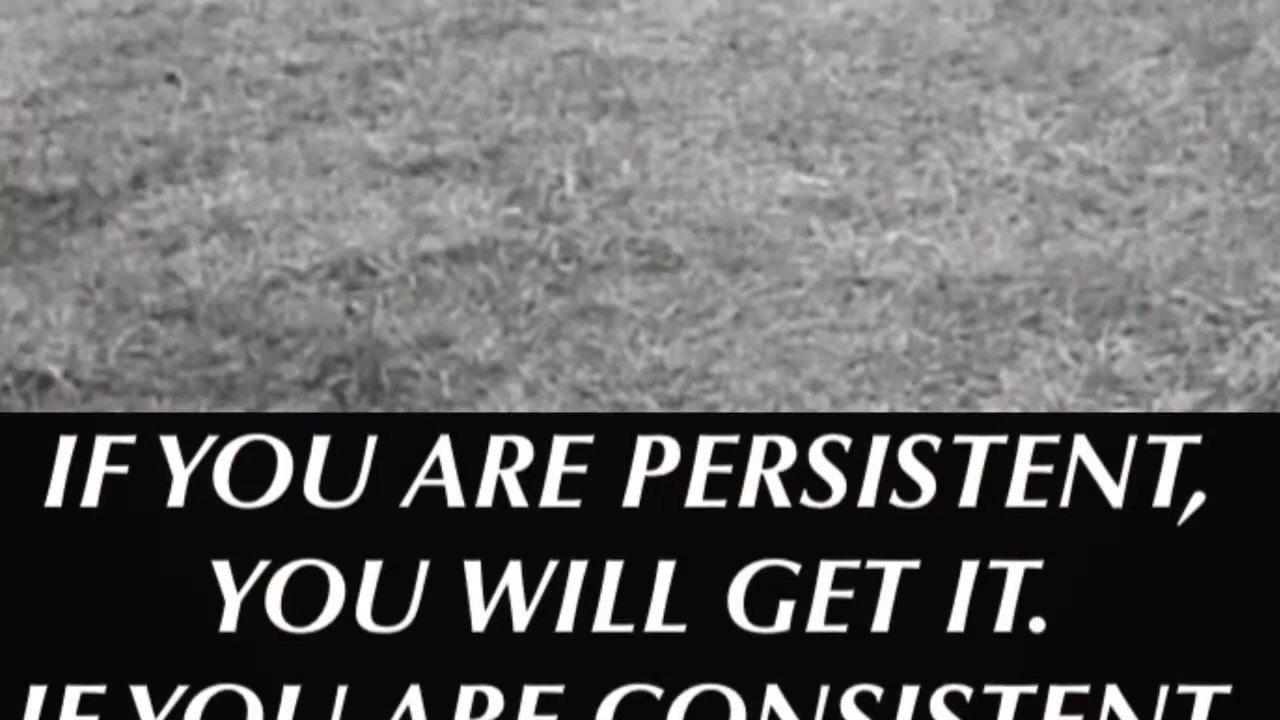 IF YOU ARE PERSISTENT,
YOU WILL GET IT.
IF YOU ARE CONSISTENT